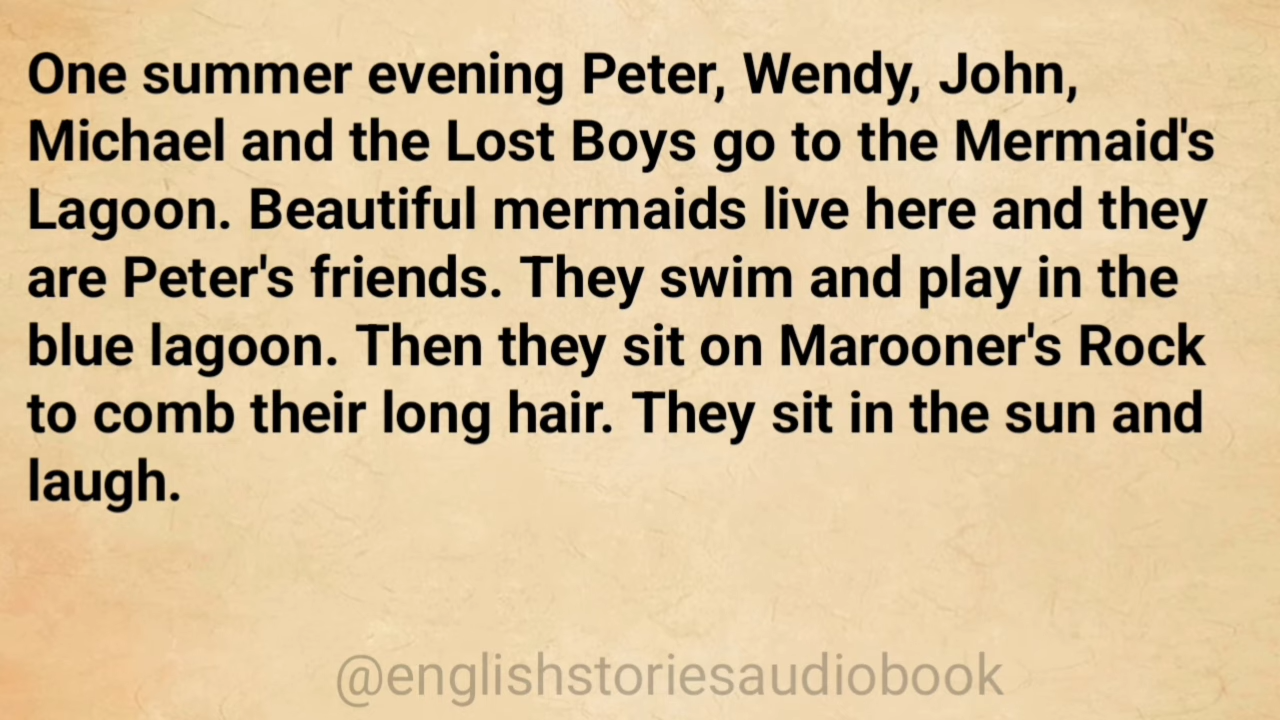 One summer evening Peter, Wendy, John,
Michael and the Lost Boys go to the Mermaid's
Lagoon. Beautiful mermaids live here and they
are Peter's friends. They swim and play in the
blue lagoon. Then they sit on Marooner's Rock
to comb their long hair. They sit in the sun and
laugh.
@englishstoriesaudiobook